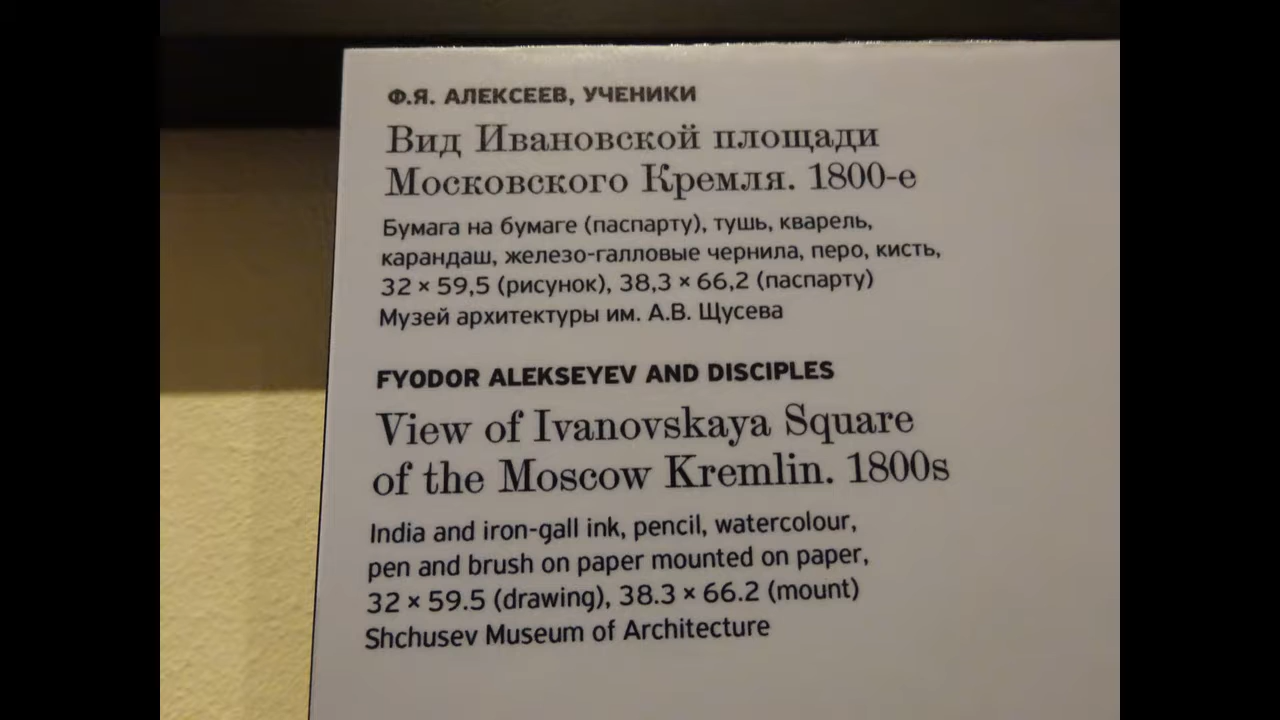 Ф.Я. АЛЕКСЕЕВ, УЧЕНИКИ
Вид Ивановской площади
Московского Кремля. 1800-е
Бумага на бумаге (паспарту), тушь, кварель,
карандаш, железо-галловые чернила, перо, кисть,
32 × 59,5 (рисунок), 38,3 × 66,2 (паспарту)
Музей архитектуры им. А.В. Щусева
FYODOR ALEKSEYEV AND DISCIPLES
View of Ivanovskaya Square
of the Moscow Kremlin. 1800s
India and iron-gall ink, pencil, watercolour,
pen and brush on paper mounted on paper,
32 × 59.5 (drawing), 38.3 × 66.2 (mount)
Shchusev Museum of Architecture